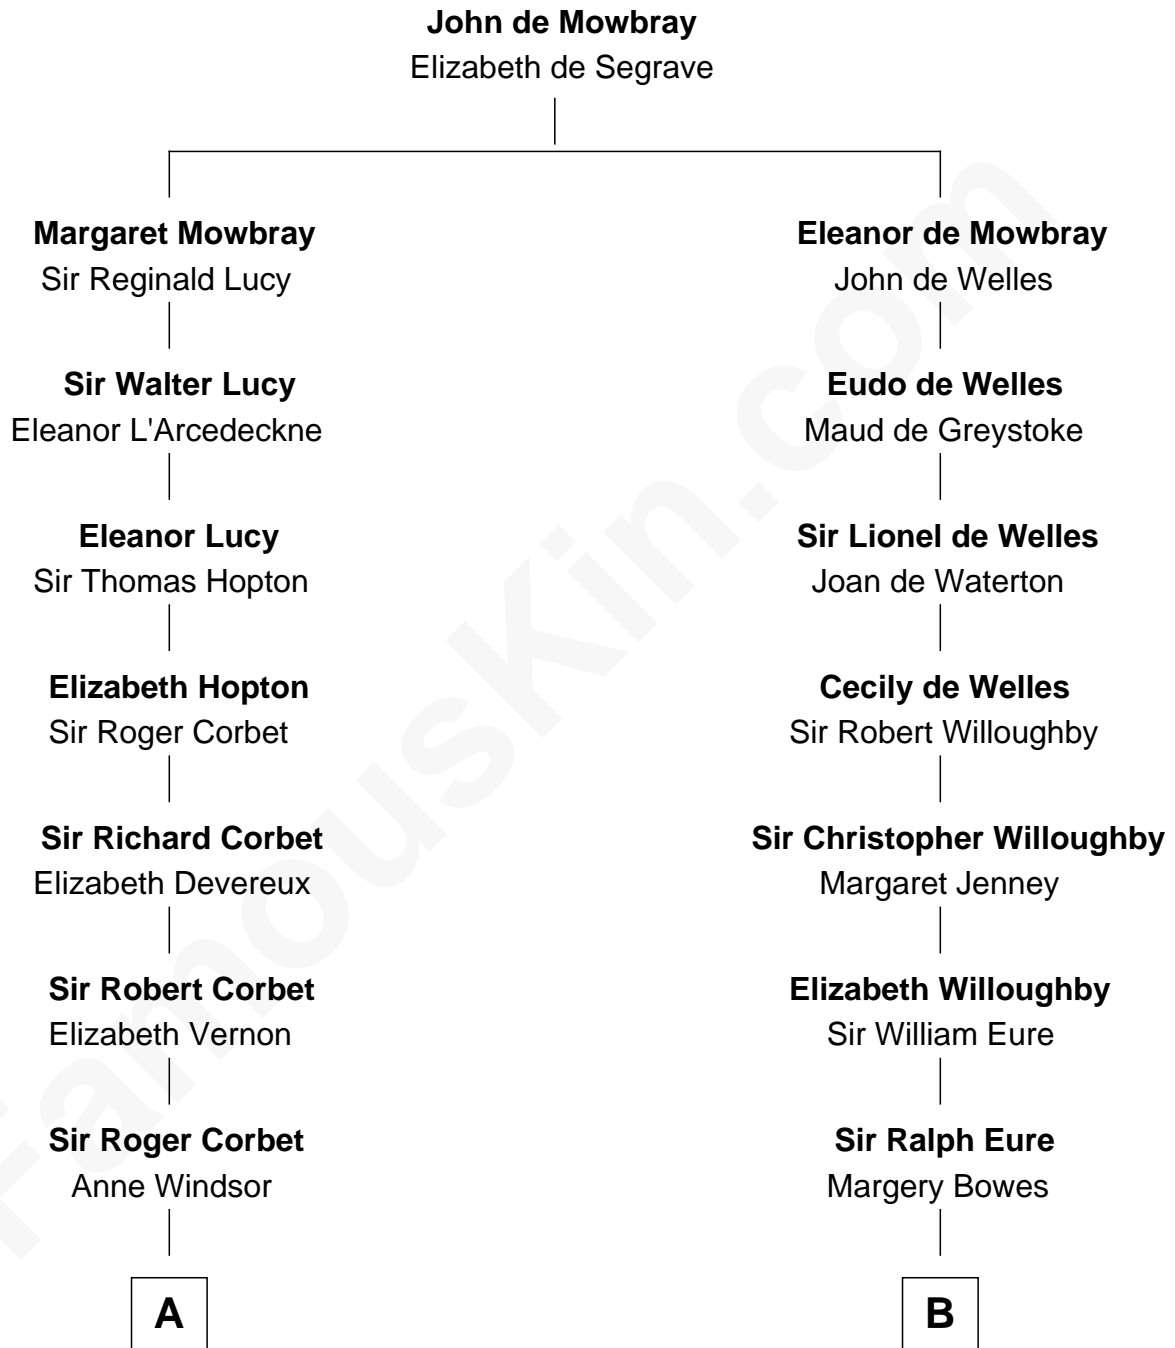 John de Mowbray
Elizabeth de Segrave
Margaret Mowbray
Sir Reginald Lucy
Eleanor de Mowbray
John de Welles
Sir Walter Lucy
Eleanor L'Arcedeckne
Eudo de Welles
Maud de Greystoke
Eleanor Lucy
Sir Thomas Hopton
Sir Lionel de Welles
Joan de Waterton
Elizabeth Hopton
Sir Roger Corbet
Cecily de Welles
Sir Robert Willoughby
Sir Richard Corbet
Elizabeth Devereux
Sir Christopher Willoughby
Margaret Jenney
Sir Robert Corbet
Elizabeth Vernon
Elizabeth Willoughby
Sir William Eure
Sir Roger Corbet
Anne Windsor
Sir Ralph Eure
Margery Bowes
A
B
FamousKin.com